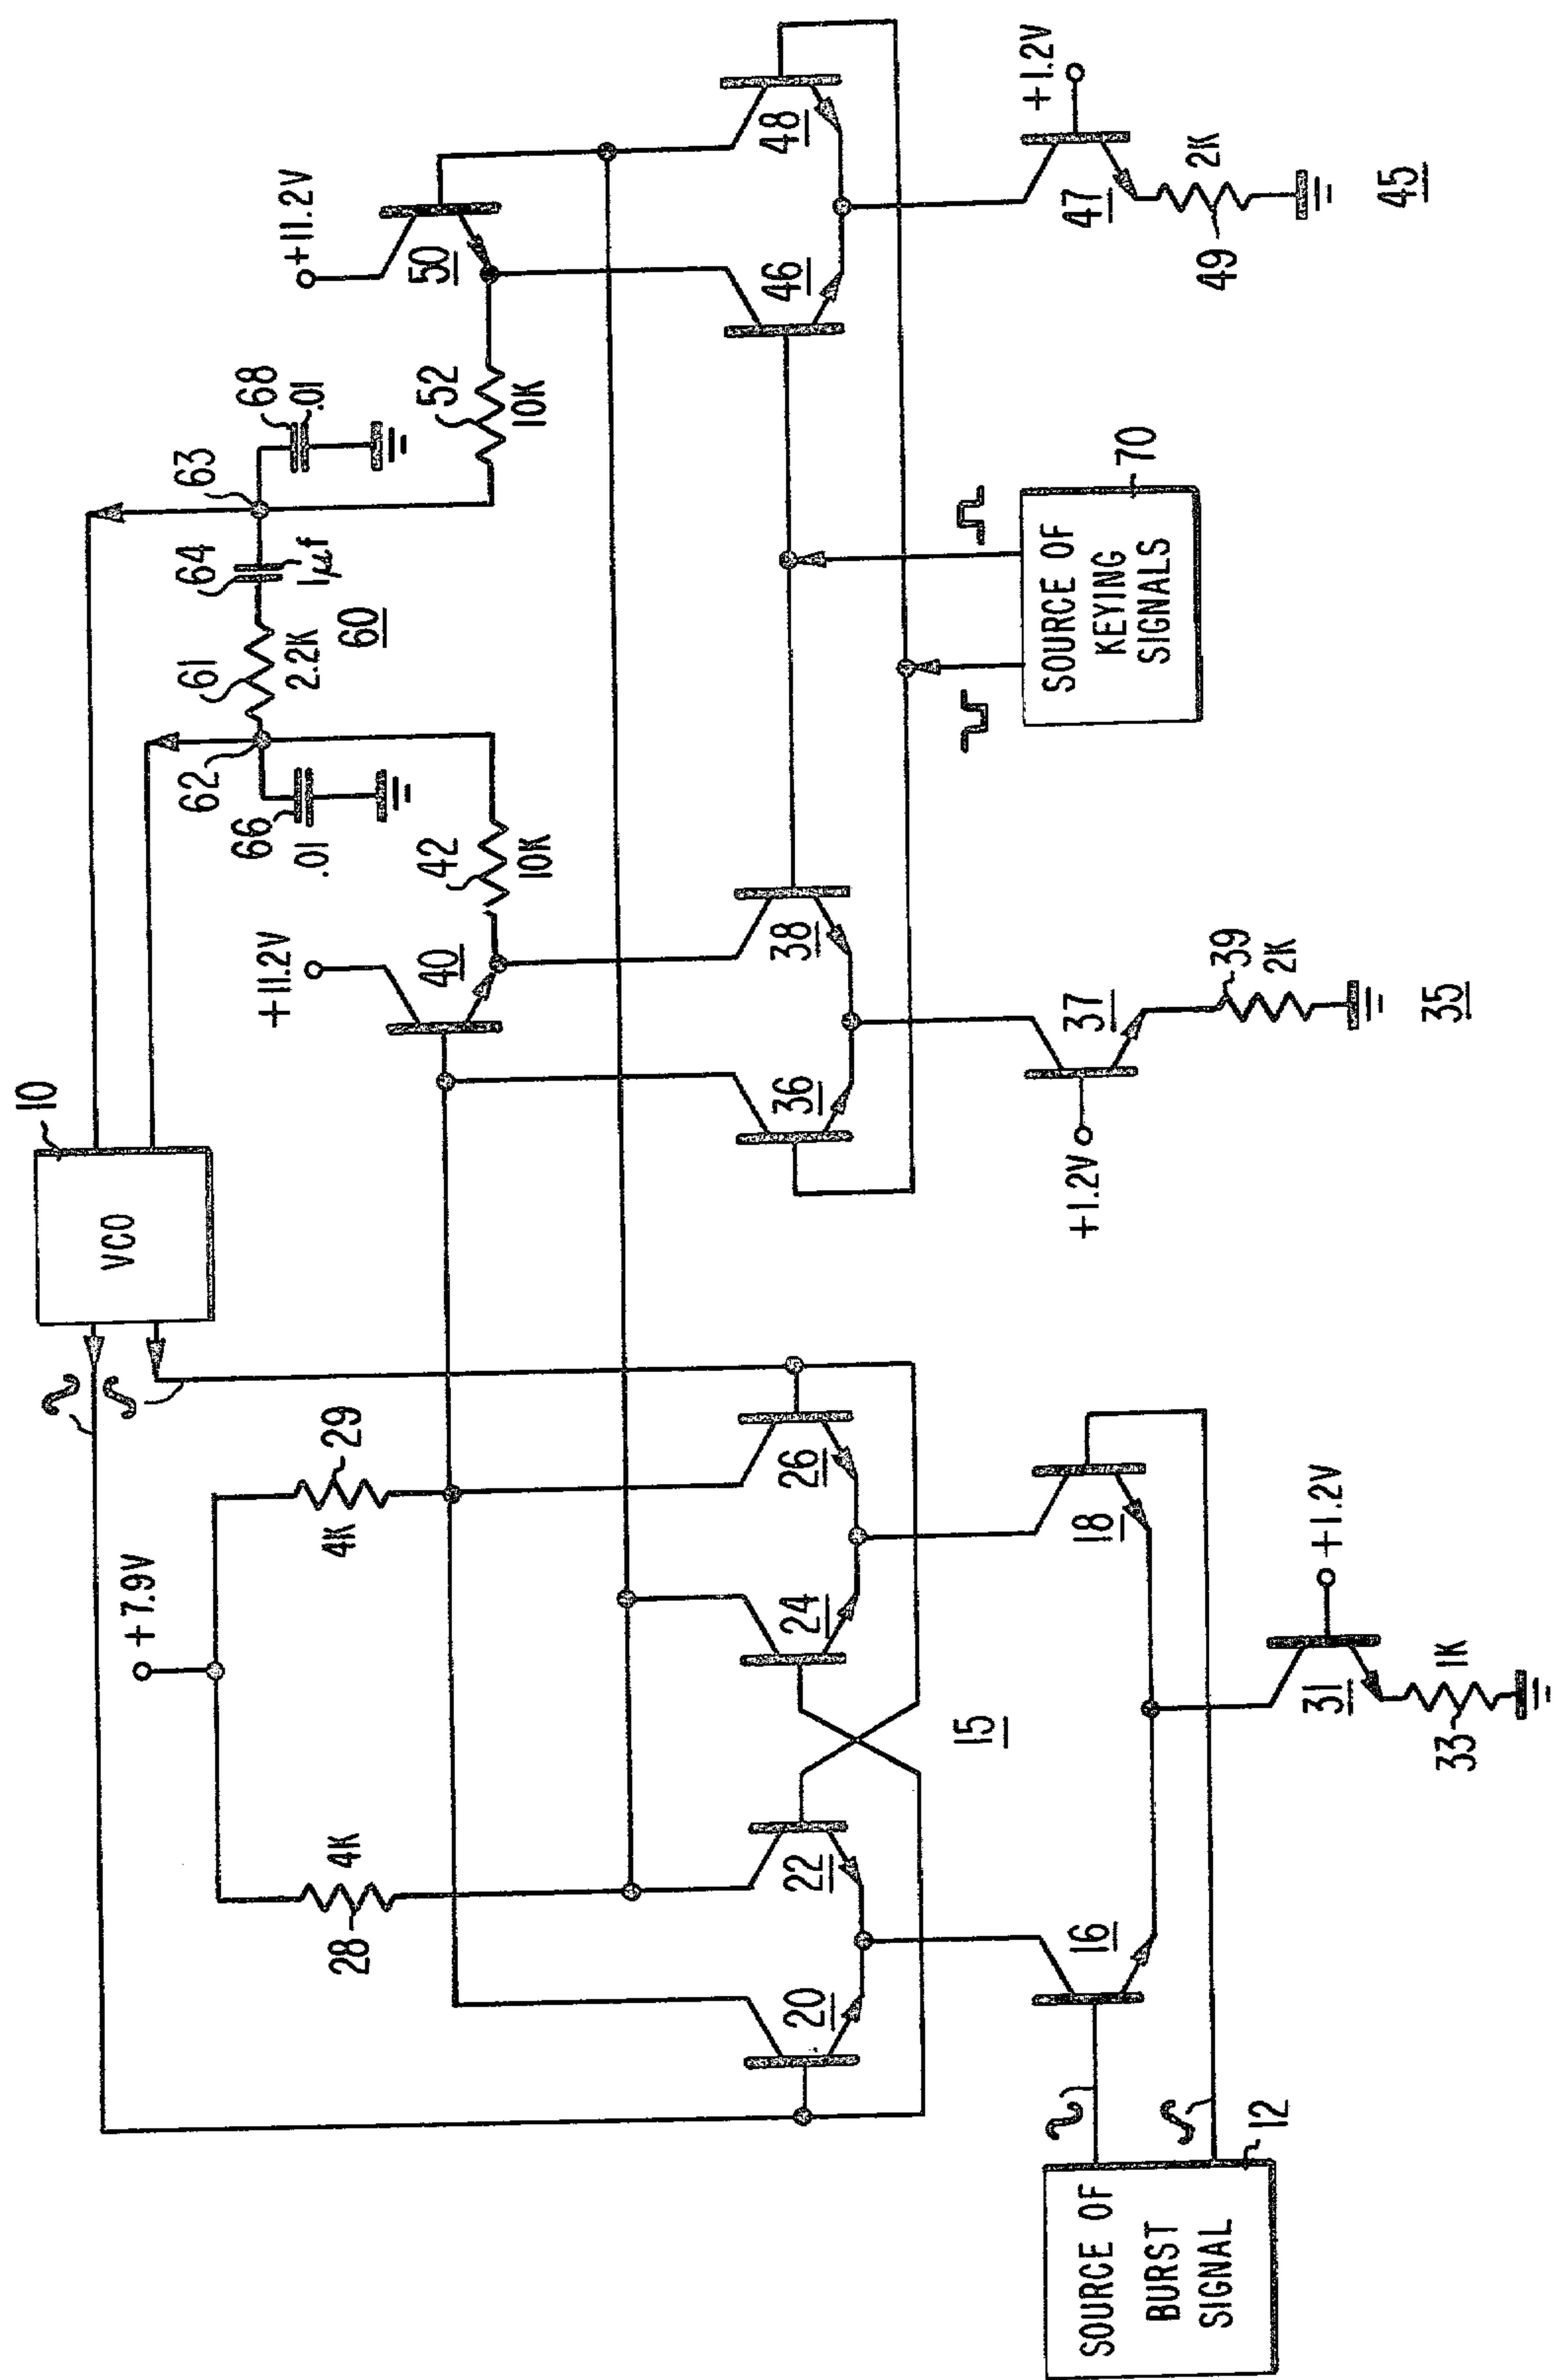 10
VCO
+7.9V
28
4K
4K
29
+11.2V
40
42
10K
66
.01
62
61
2.2K
60
64
1µf
63
68
.01
52
10K
+11.2V
50
20
22
24
26
15
36
38
46
48
16
18
SOURCE OF
BURST
SIGNAL
12
31
+1.2V
33
1K
+1.2V
37
39
2K
35
SOURCE OF
KEYING
SIGNALS
70
47
+1.2V
49
2K
45